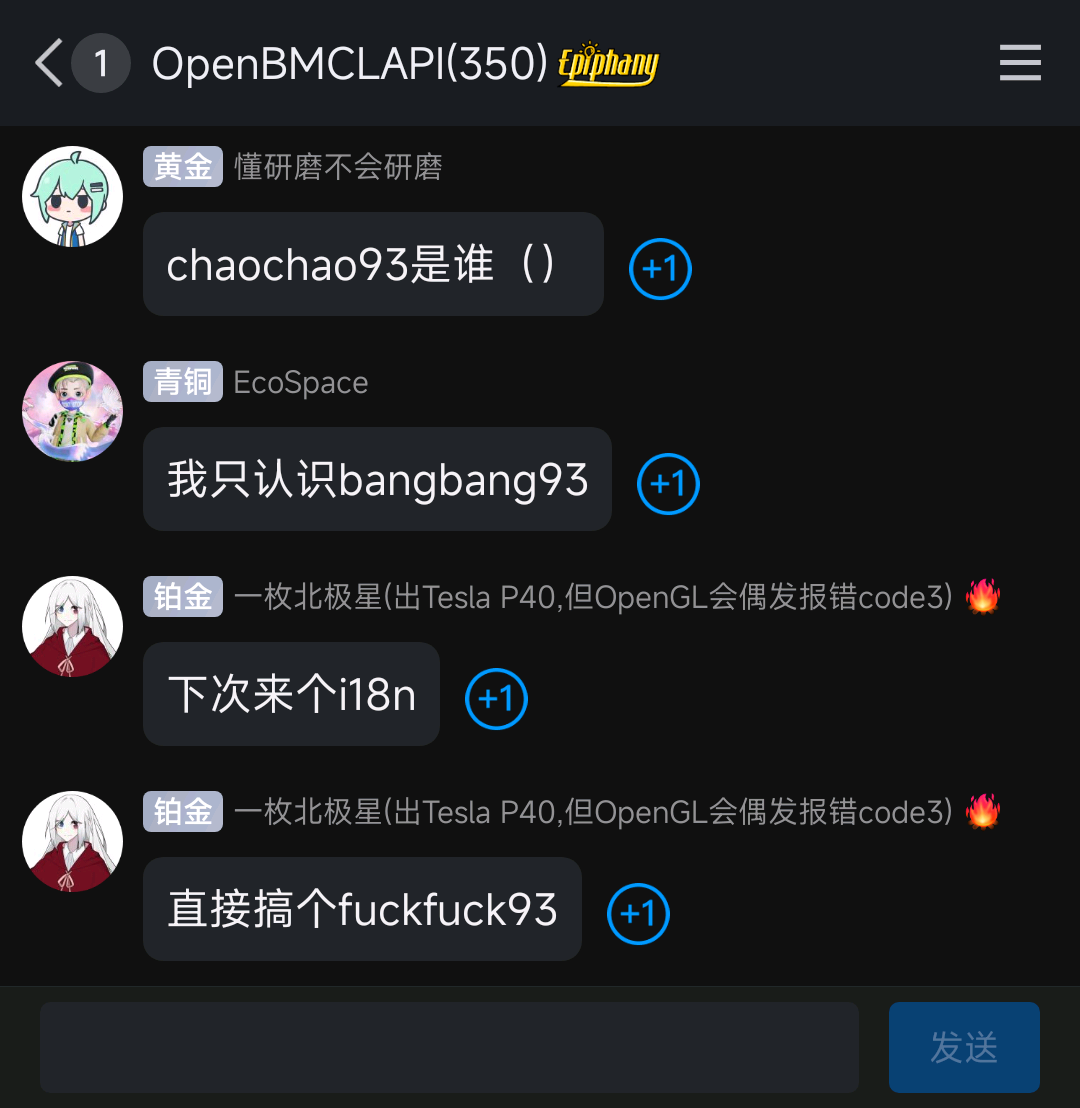 1 OpenBMCLAPI(350) Epiphany
黄金 懂研磨不会研磨
chaochao93是谁（）
+1
青铜 EcoSpace
我只认识bangbang93
+1
铂金 一枚北极星(出Tesla P40,但OpenGL会偶发报错code3) 🔥
下次来个i18n
+1
铂金 一枚北极星(出Tesla P40,但OpenGL会偶发报错code3) 🔥
直接搞个fuckfuck93
+1
发送